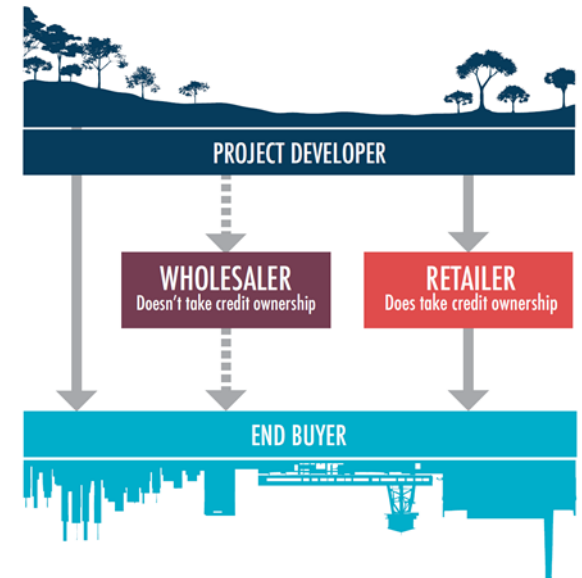 PROJECT DEVELOPER
WHOLESALER
Doesn't take credit ownership
RETAILER
Does take credit ownership
END BUYER